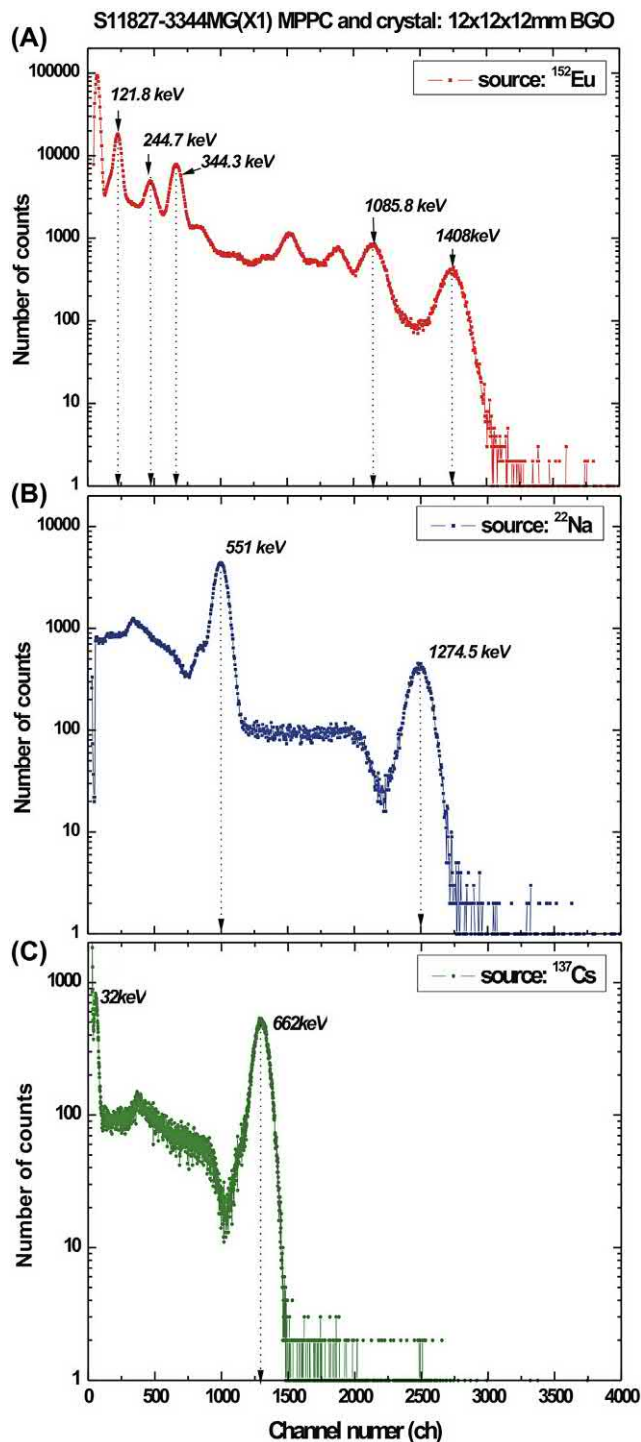 S11827-3344MG(X1) MPPC and crystal: 12x12x12mm BGO
(A)
source: ¹⁵²Eu
121.8 keV
244.7 keV
344.3 keV
1085.8 keV
1408keV
100000
10000
1000
100
10
1
Number of counts
(B)
source: ²²Na
551 keV
1274.5 keV
10000
1000
100
10
1
Number of counts
(C)
source: ¹³⁷Cs
32keV
662keV
1000
100
10
1
Number of counts
0 500 1000 1500 2000 2500 3000 3500 4000
Channel numer (ch)